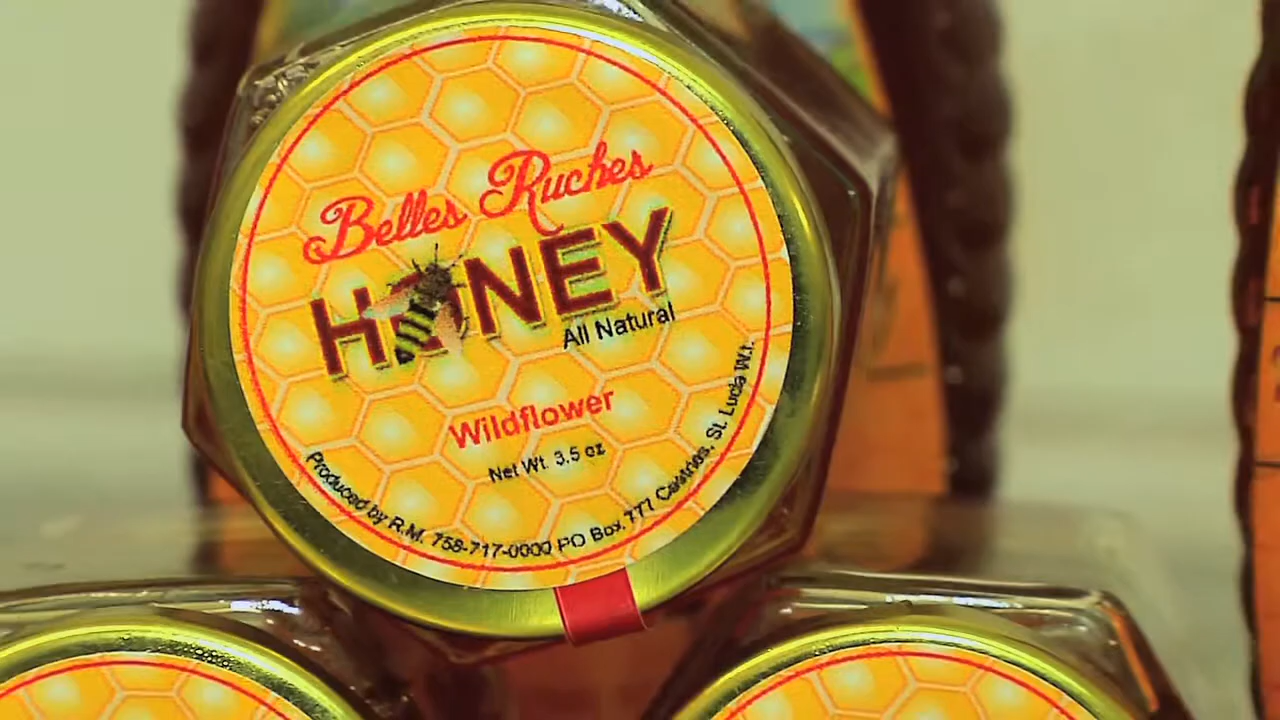 Belles Ruches
HONEY
All Natural
Wildflower
Net Wt. 3.5 oz
Produced by R.M. 758-717-0000 PO Box 777 Castries, St. Lucia W.I.